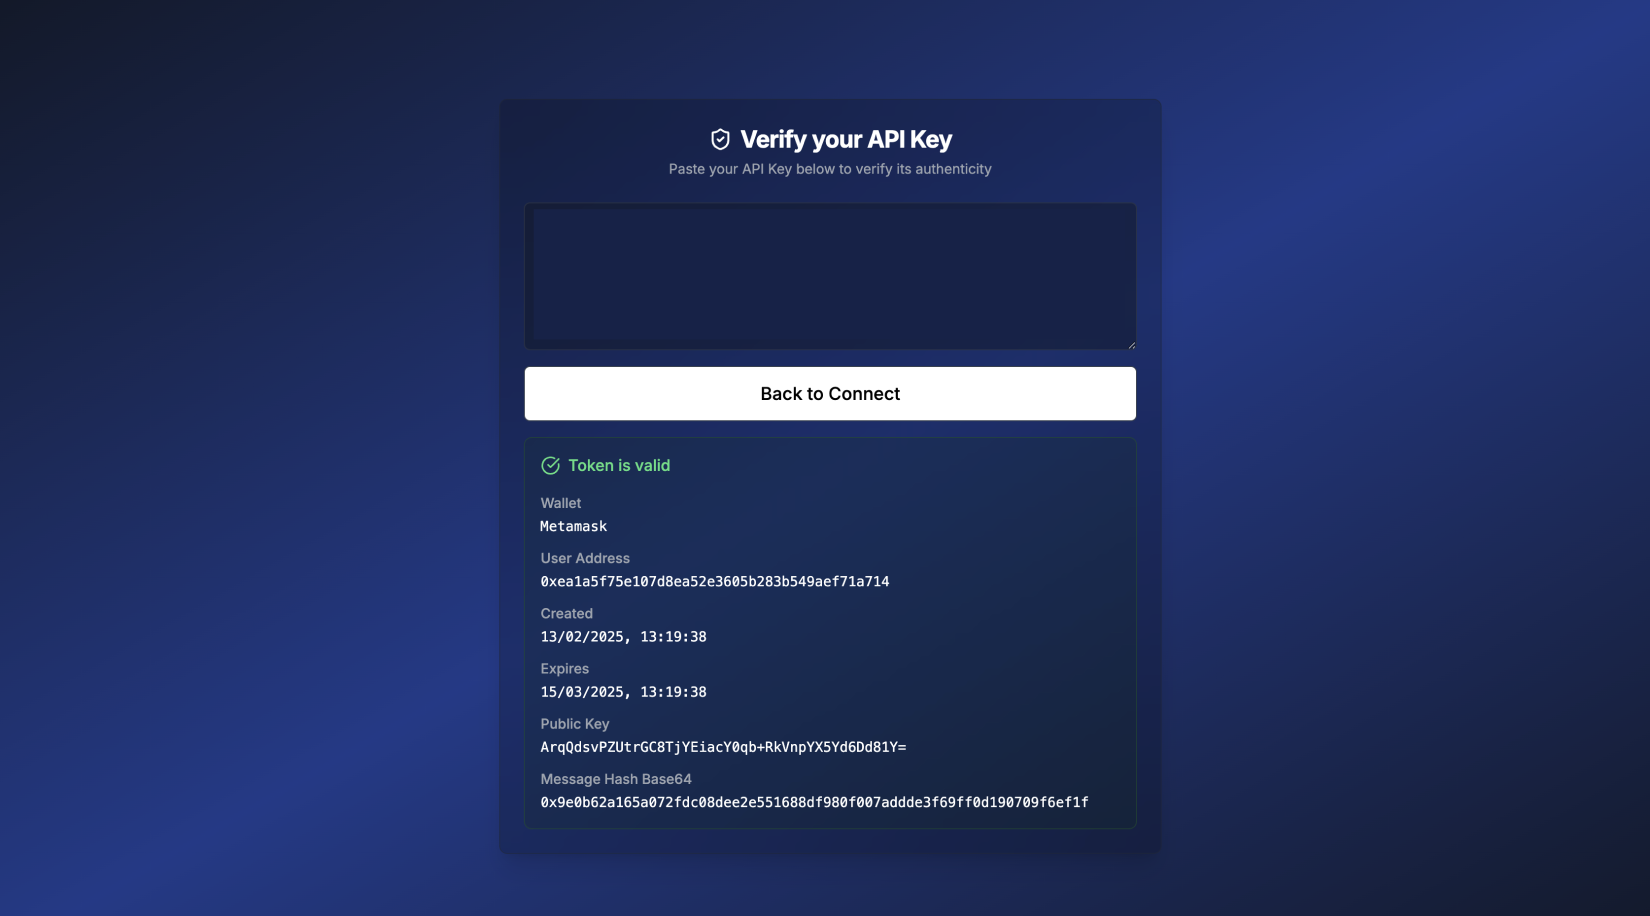 Verify your API Key
Paste your API Key below to verify its authenticity
Back to Connect
Token is valid
Wallet
Metamask
User Address
0xea1a5f75e107d8ea52e3605b283b549aef71a714
Created
13/02/2025, 13:19:38
Expires
15/03/2025, 13:19:38
Public Key
ArqQdsvPZUtrGC8TjYEiacY0qb+RkVnpYX5Yd6Dd81Y=
Message Hash Base64
0x9e0b62a165a072fdc08dee2e551688df980f007addde3f69ff0d190709f6ef1f